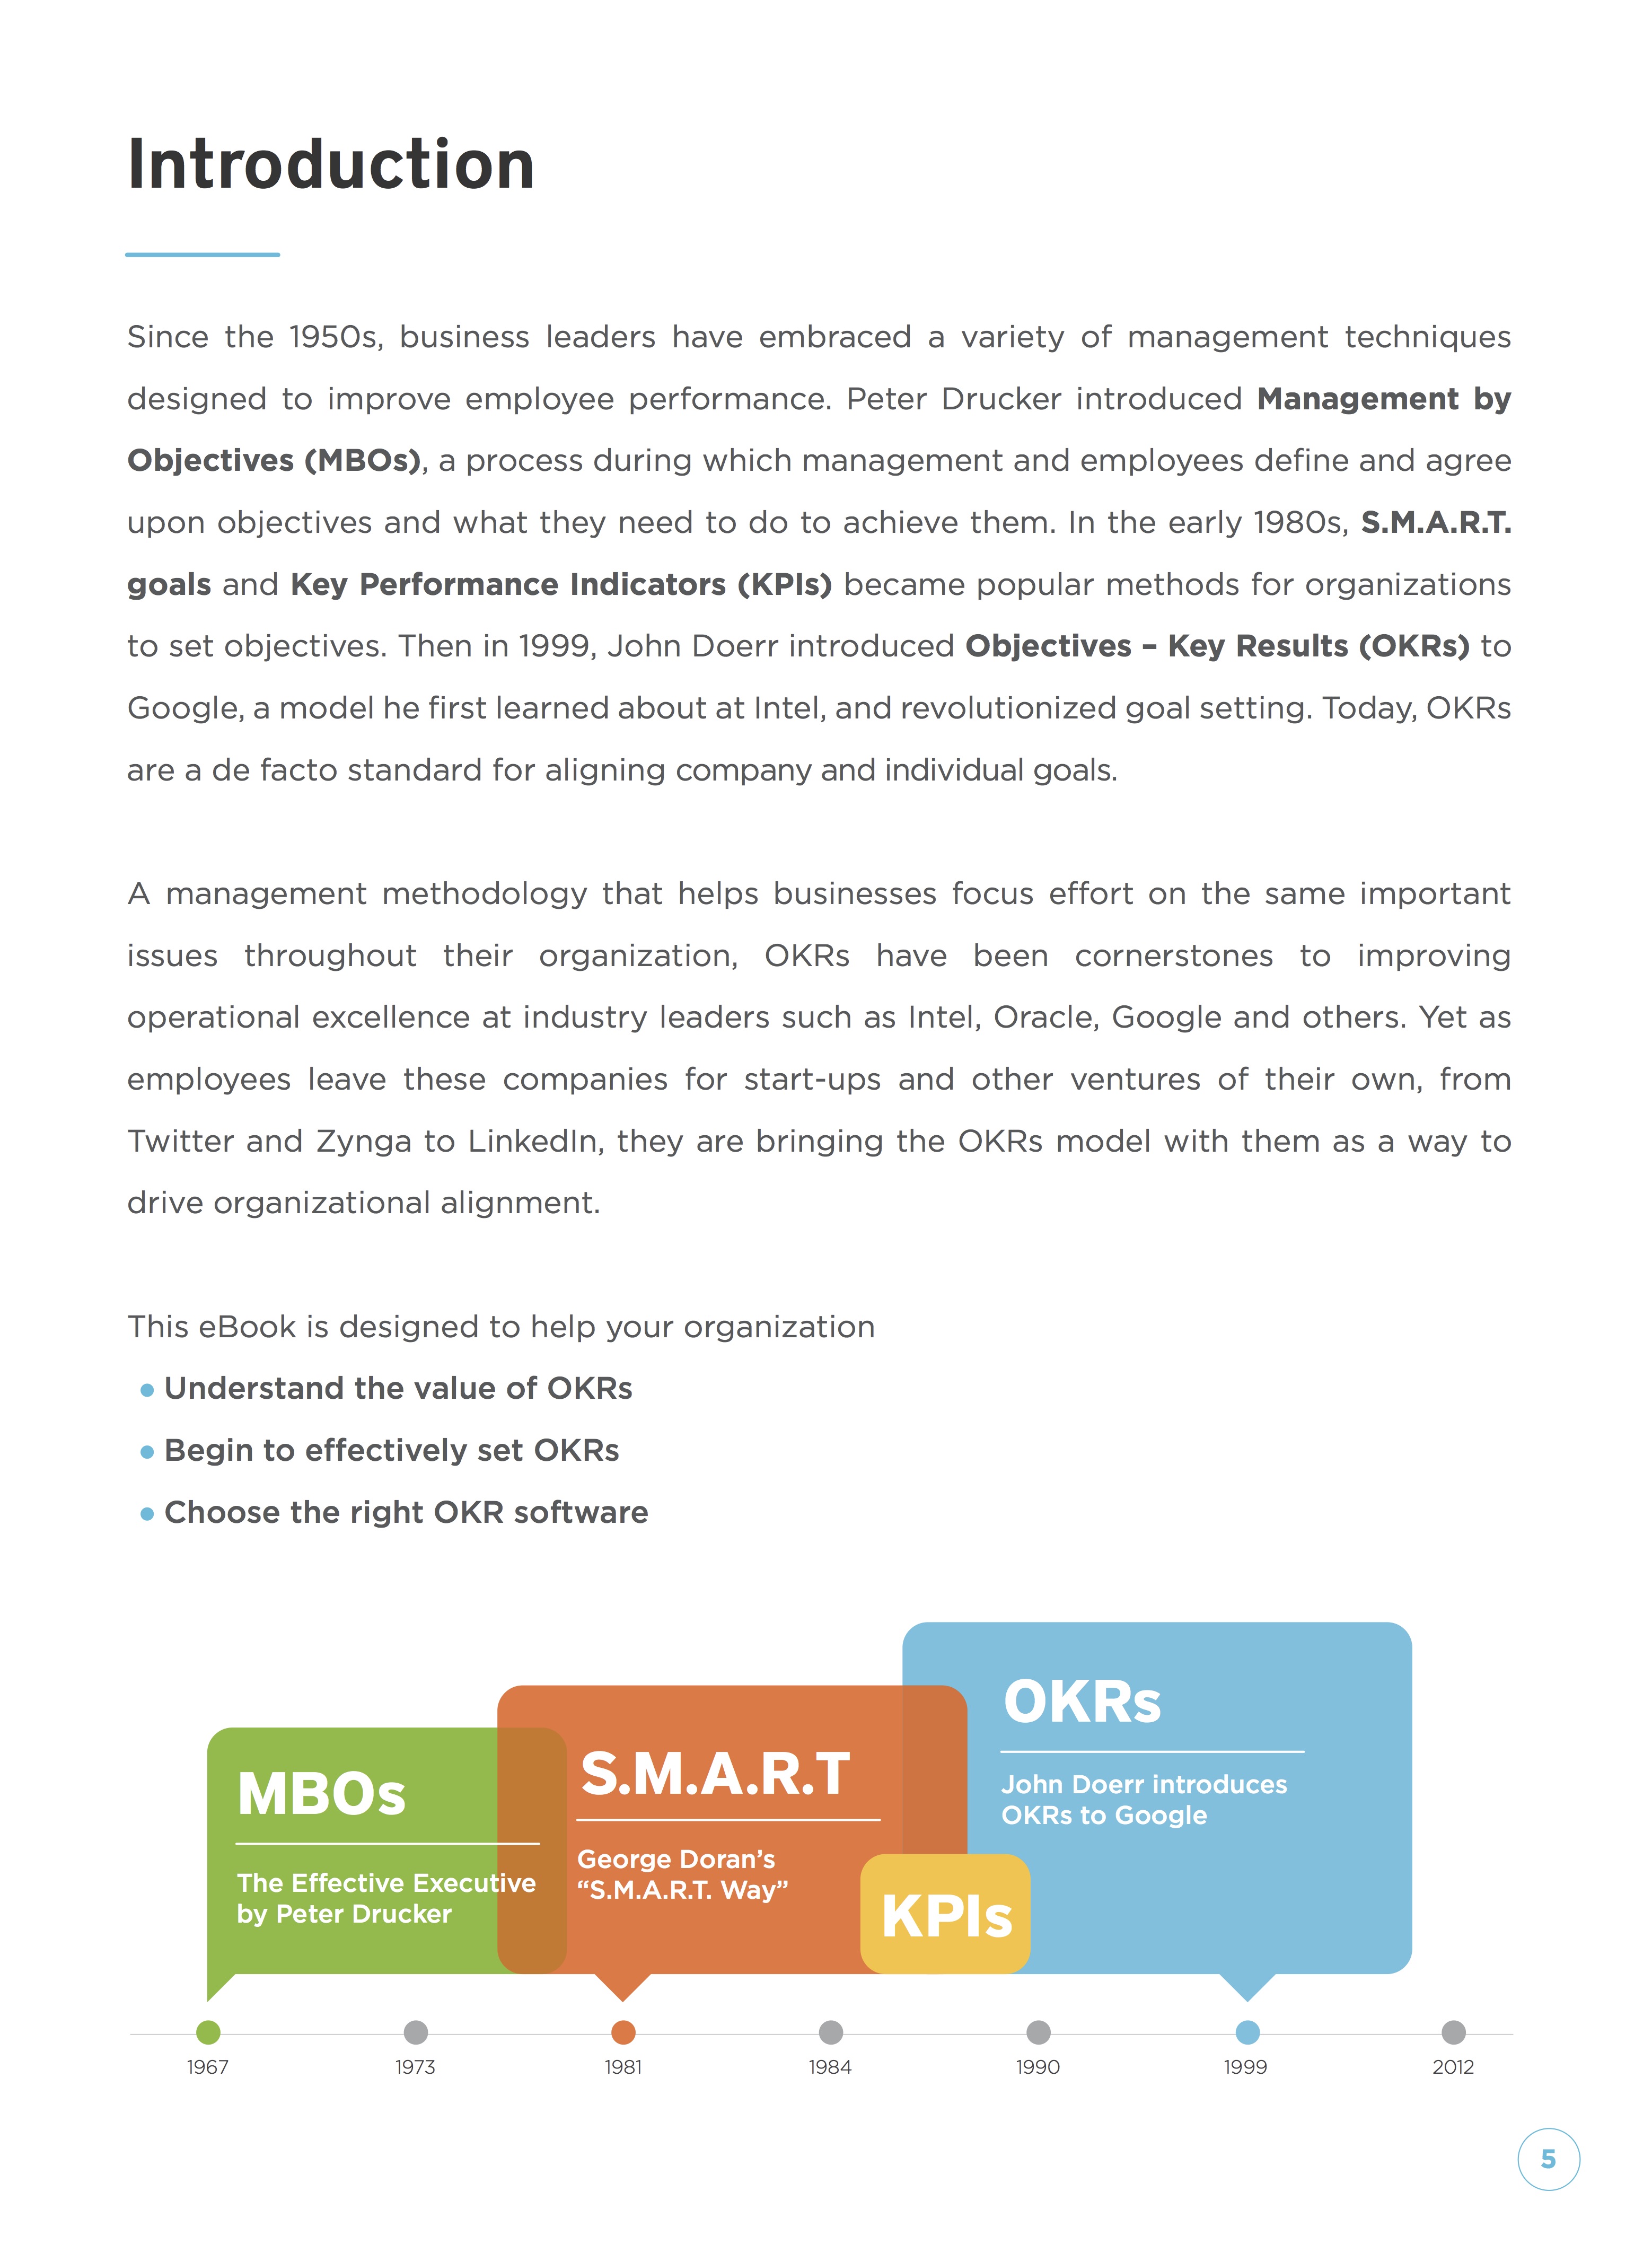 Introduction
Since the 1950s, business leaders have embraced a variety of management techniques
designed to improve employee performance. Peter Drucker introduced Management by
Objectives (MBOs), a process during which management and employees define and agree
upon objectives and what they need to do to achieve them. In the early 1980s, S.M.A.R.T.
goals and Key Performance Indicators (KPIs) became popular methods for organizations
to set objectives. Then in 1999, John Doerr introduced Objectives – Key Results (OKRs) to
Google, a model he first learned about at Intel, and revolutionized goal setting. Today, OKRs
are a de facto standard for aligning company and individual goals.
A management methodology that helps businesses focus effort on the same important
issues throughout their organization, OKRs have been cornerstones to improving
operational excellence at industry leaders such as Intel, Oracle, Google and others. Yet as
employees leave these companies for start-ups and other ventures of their own, from
Twitter and Zynga to LinkedIn, they are bringing the OKRs model with them as a way to
drive organizational alignment.
This eBook is designed to help your organization
• Understand the value of OKRs
• Begin to effectively set OKRs
• Choose the right OKR software
MBOs
The Effective Executive
by Peter Drucker
S.M.A.R.T
George Doran’s
“S.M.A.R.T. Way”
KPIs
OKRs
John Doerr introduces
OKRs to Google
1967 1973 1981 1984 1990 1999 2012
5